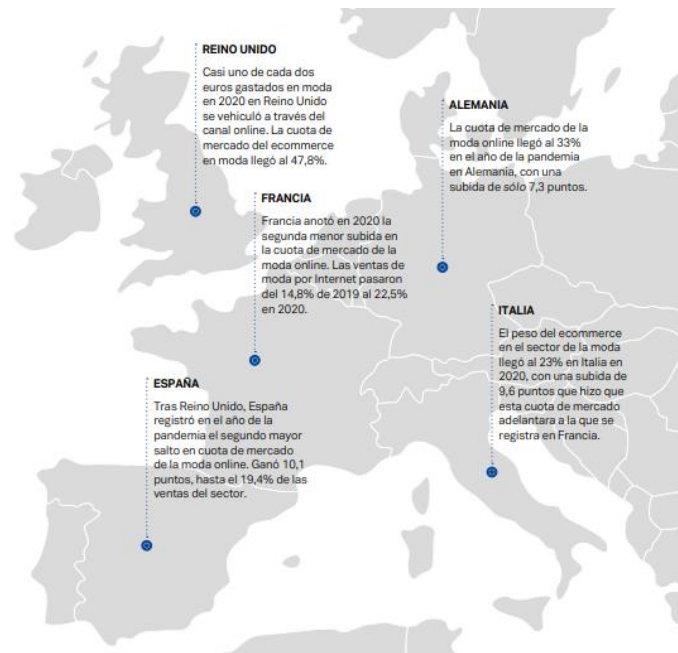 REINO UNIDO
Casi uno de cada dos
euros gastados en moda
en 2020 en Reino Unido
se vehiculó a través del
canal online. La cuota de
mercado del ecommerce
en moda llegó al 47,8%.
ALEMANIA
La cuota de mercado de la
moda online llegó al 33%
en el año de la pandemia
en Alemania, con una
subida de sólo 7,3 puntos.
FRANCIA
Francia anotó en 2020 la
segunda menor subida en
la cuota de mercado de la
moda online. Las ventas de
moda por Internet pasaron
del 14,8% de 2019 al 22,5%
en 2020.
ITALIA
El peso del ecommerce
en el sector de la moda
llegó al 23% en Italia en
2020, con una subida de
9,6 puntos que hizo que
esta cuota de mercado
adelantara a la que se
registra en Francia.
ESPAÑA
Tras Reino Unido, España
registró en el año de la
pandemia el segundo mayor
salto en cuota de mercado
de la moda online. Ganó 10,1
puntos, hasta el 19,4% de las
ventas del sector.